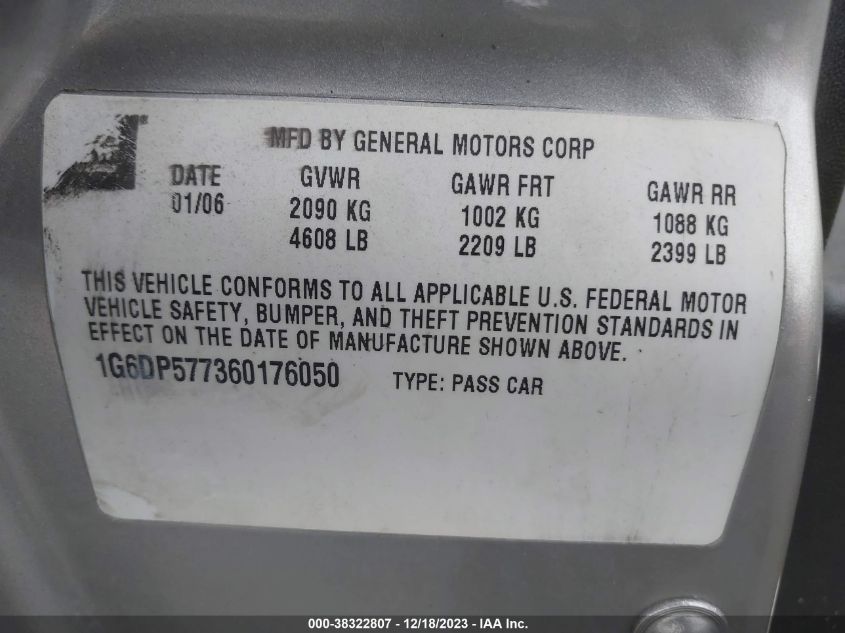 MFD BY GENERAL MOTORS CORP
DATE GVWR GAWR FRT GAWR RR
01/06 2090 KG 1002 KG 1088 KG
4608 LB 2209 LB 2399 LB
THIS VEHICLE CONFORMS TO ALL APPLICABLE U.S. FEDERAL MOTOR
VEHICLE SAFETY, BUMPER, AND THEFT PREVENTION STANDARDS IN
EFFECT ON THE DATE OF MANUFACTURE SHOWN ABOVE.
1G6DP577360176050 TYPE: PASS CAR
000-38322807 - 12/18/2023 - IAA Inc.